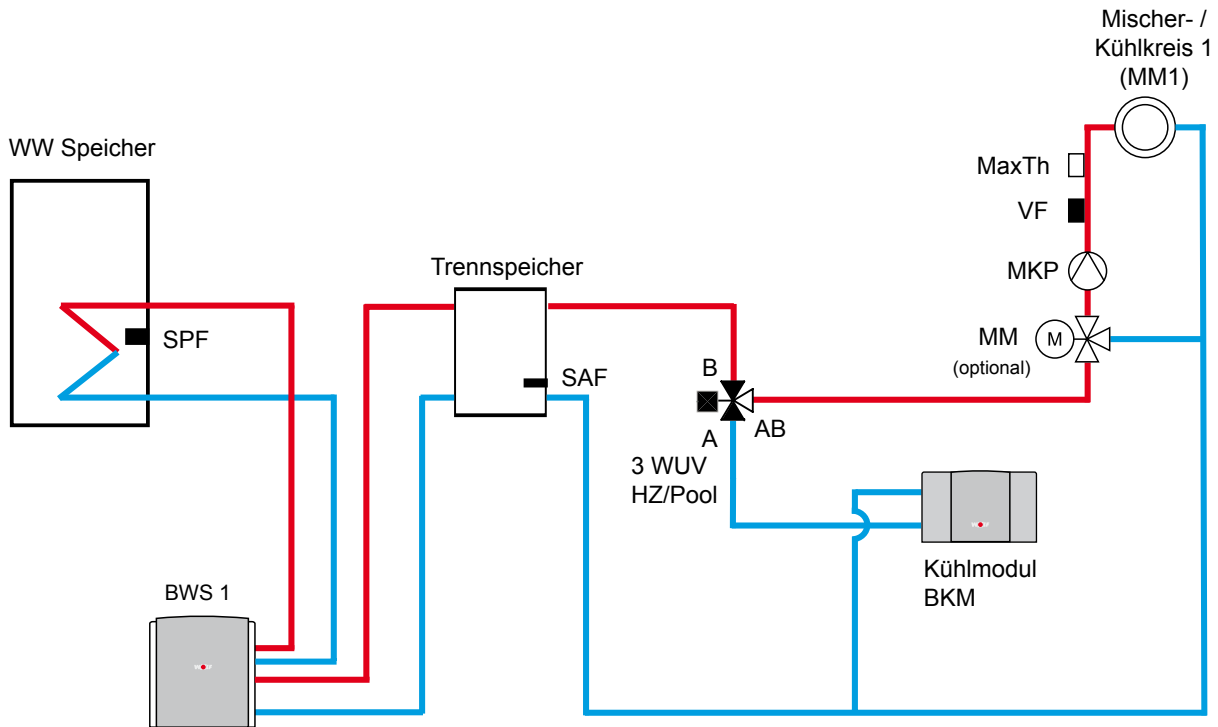 Mischer- /
Kühlkreis 1
(MM1)
WW Speicher
MaxTh
VF
Trennspeicher
MKP
SPF
MM
(optional)
M
SAF
B
A
AB
3 WUV
HZ/Pool
Kühlmodul
BKM
BWS 1